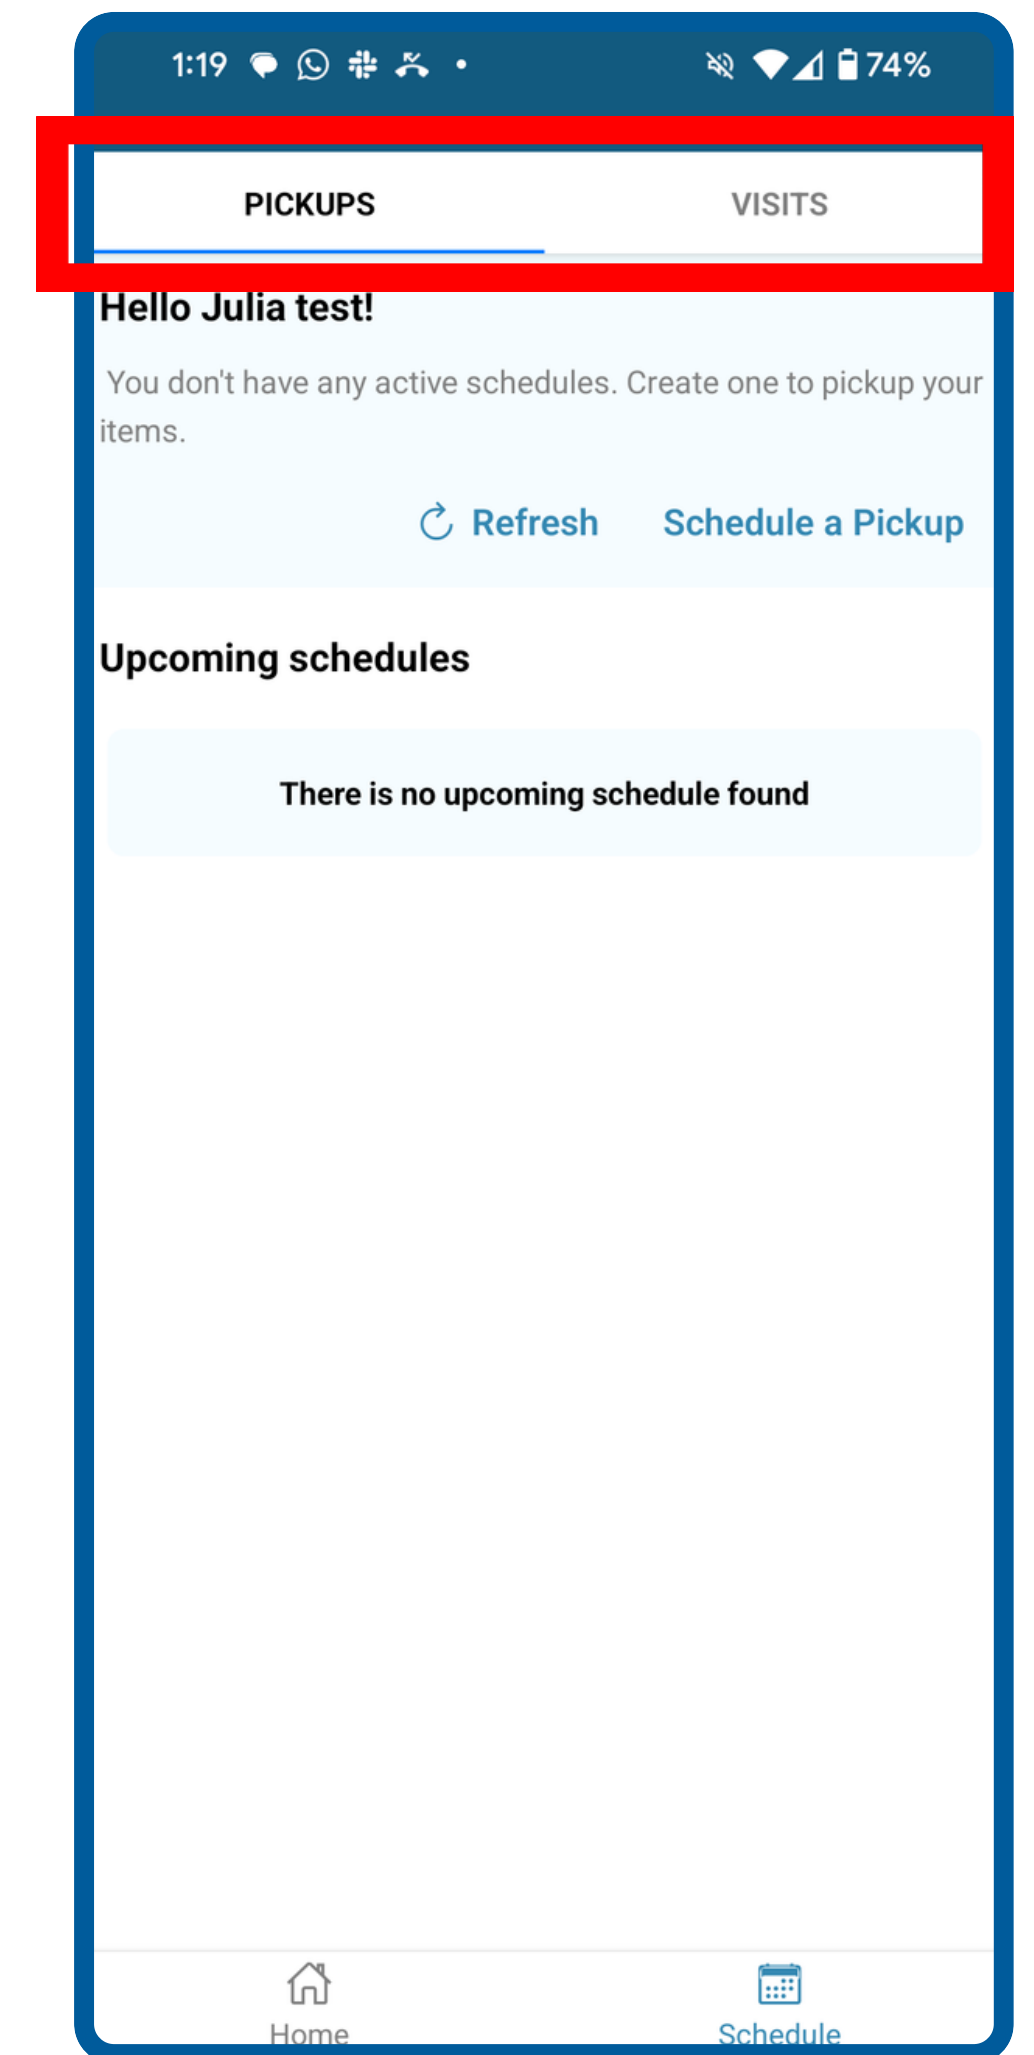 1:19
74%
PICKUPS
VISITS
Hello Julia test!
You don't have any active schedules. Create one to pickup your
items.
Refresh
Schedule a Pickup
Upcoming schedules
There is no upcoming schedule found
Home
Schedule